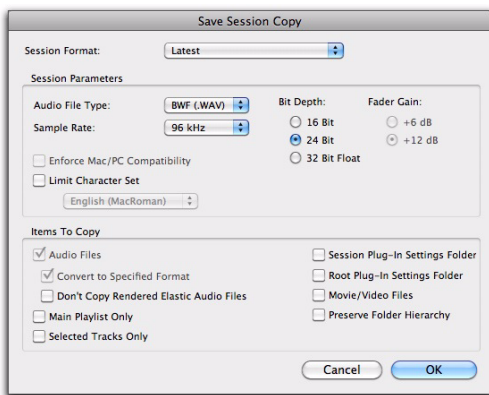 Save Session Copy
Session Format: Latest
Session Parameters
Audio File Type: BWF (.WAV)
Sample Rate: 96 kHz
Enforce Mac/PC Compatibility
Limit Character Set
English (MacRoman)
Bit Depth:
16 Bit
24 Bit
32 Bit Float
Fader Gain:
+6 dB
+12 dB
Items To Copy
Audio Files
Convert to Specified Format
Don't Copy Rendered Elastic Audio Files
Main Playlist Only
Selected Tracks Only
Session Plug-In Settings Folder
Root Plug-In Settings Folder
Movie/Video Files
Preserve Folder Hierarchy
Cancel
OK